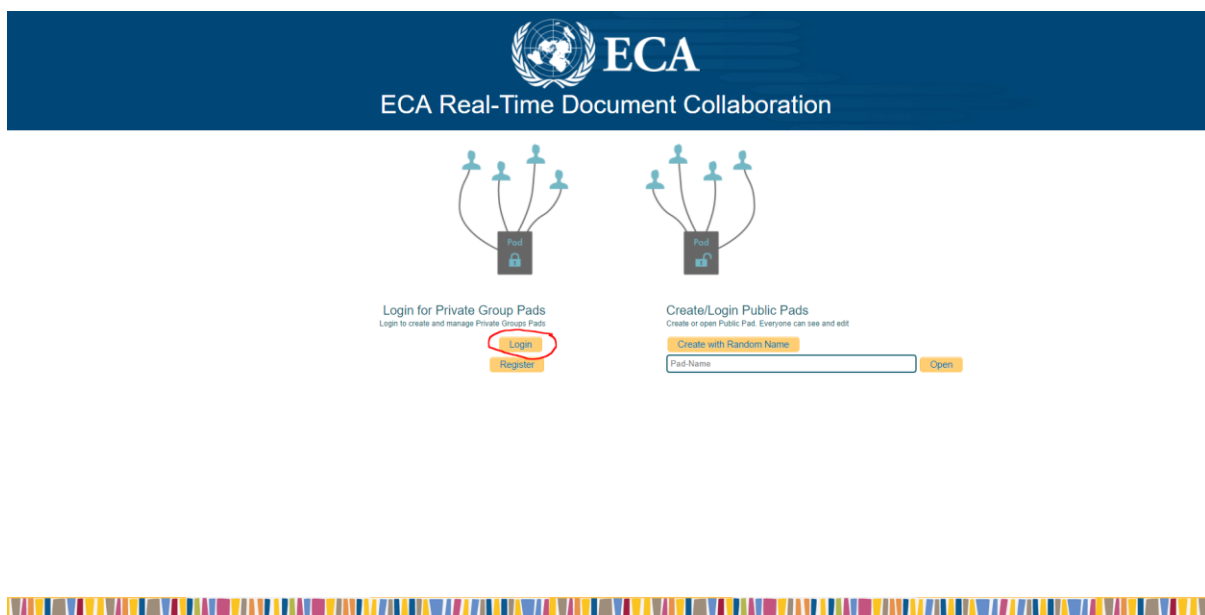 ECA
ECA Real-Time Document Collaboration
Pad
Pad
Login for Private Group Pads
Login to create and manage Private Groups Pads
Login
Register
Create/Login Public Pads
Create or open Public Pad. Everyone can see and edit
Create with Random Name
Pad-Name
Open